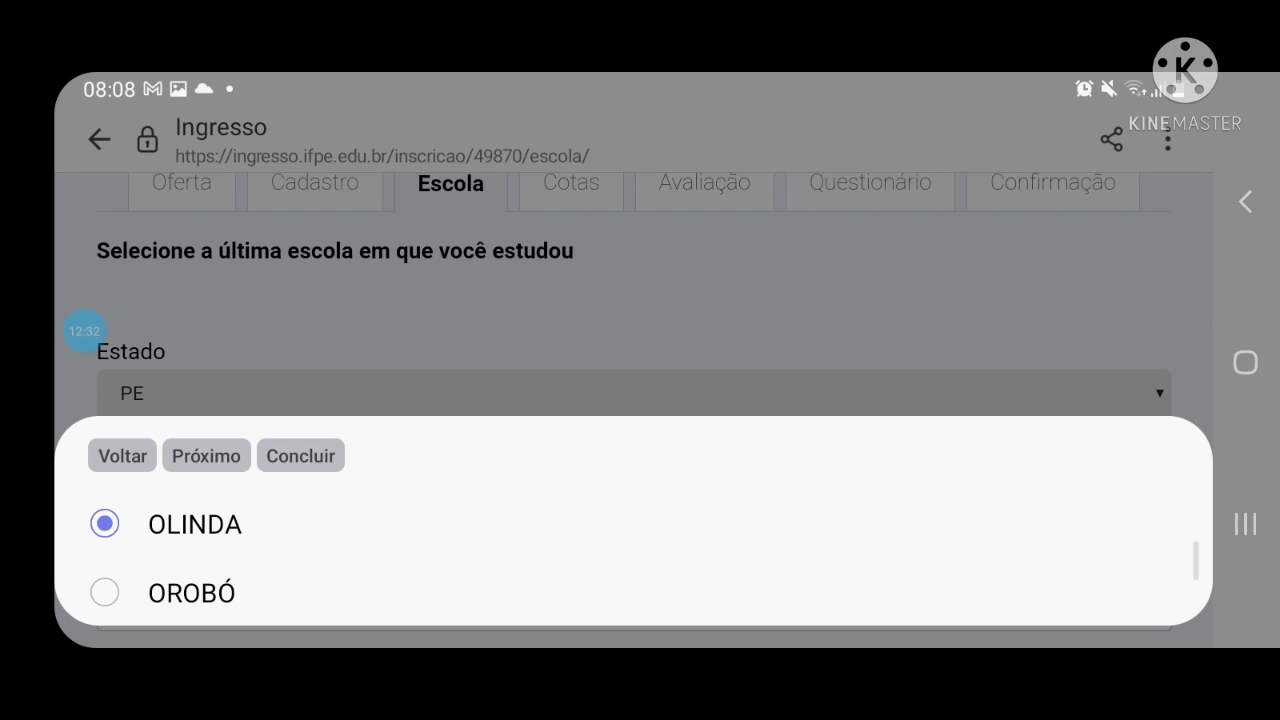 08:08
K
KINEMASTER
Ingresso
https://ingresso.ifpe.edu.br/inscricao/49870/escola/
Oferta Cadastro Escola Cotas Avaliação Questionário Confirmação
Selecione a última escola em que você estudou
12:32
Estado
PE
Voltar Próximo Concluir
OLINDA
OROBÓ